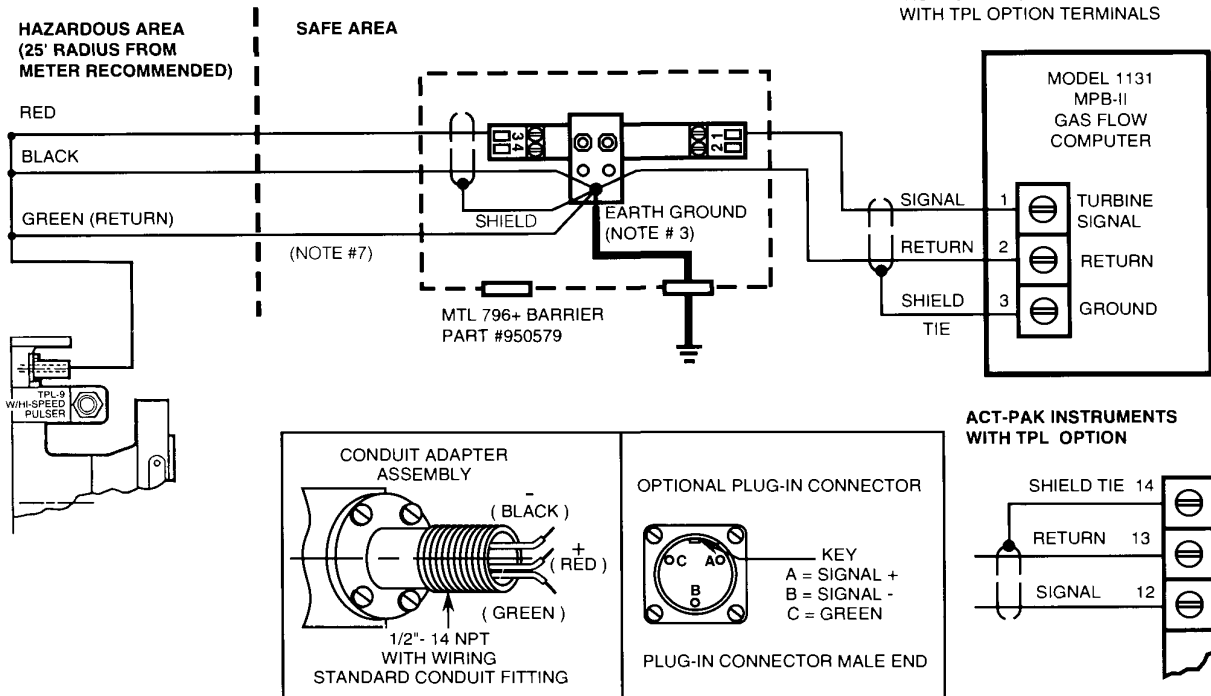 WITH TPL OPTION TERMINALS
HAZARDOUS AREA
(25' RADIUS FROM
METER RECOMMENDED)
SAFE AREA
RED
BLACK
GREEN (RETURN)
(NOTE #7)
3
4
1
2
SHIELD
EARTH GROUND
(NOTE # 3)
MTL 796+ BARRIER
PART #950579
MODEL 1131
MPB-II
GAS FLOW
COMPUTER
SIGNAL 1
TURBINE
SIGNAL
RETURN 2
RETURN
SHIELD 3
TIE
GROUND
TPL-9
W/HI-SPEED
PULSER
CONDUIT ADAPTER
ASSEMBLY
-
( BLACK )
+
( RED )
( GREEN )
1/2"- 14 NPT
WITH WIRING
STANDARD CONDUIT FITTING
OPTIONAL PLUG-IN CONNECTOR
C A
B
KEY
A = SIGNAL +
B = SIGNAL -
C = GREEN
PLUG-IN CONNECTOR MALE END
ACT-PAK INSTRUMENTS
WITH TPL OPTION
SHIELD TIE 14
RETURN 13
SIGNAL 12